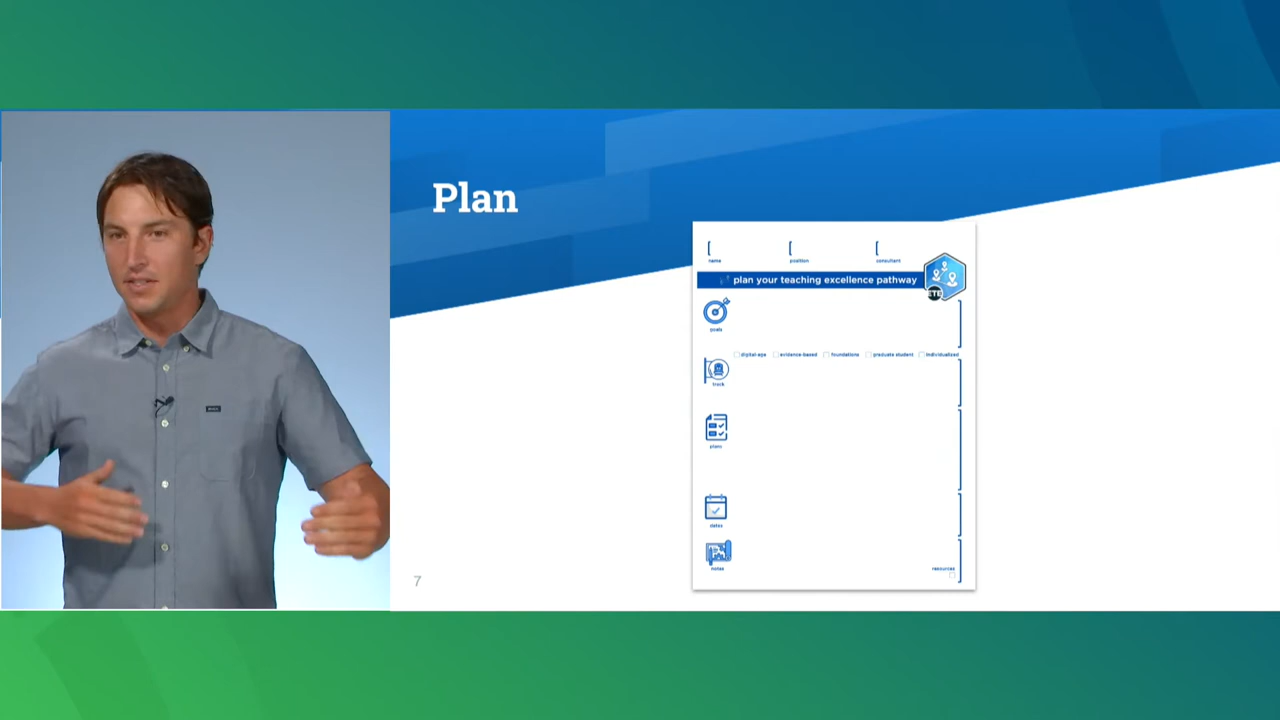 Plan
name
position
consultant
plan your teaching excellence pathway
ETE
goals
digital-age
evidence-based
foundations
graduate student
individualized
track
plans
dates
notes
resources
7